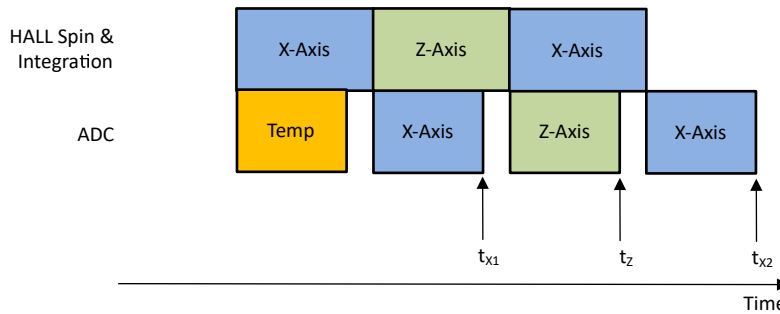 HALL Spin &
Integration
X-Axis
Z-Axis
X-Axis
ADC
Temp
X-Axis
Z-Axis
X-Axis
tX1
tZ
tX2
Time